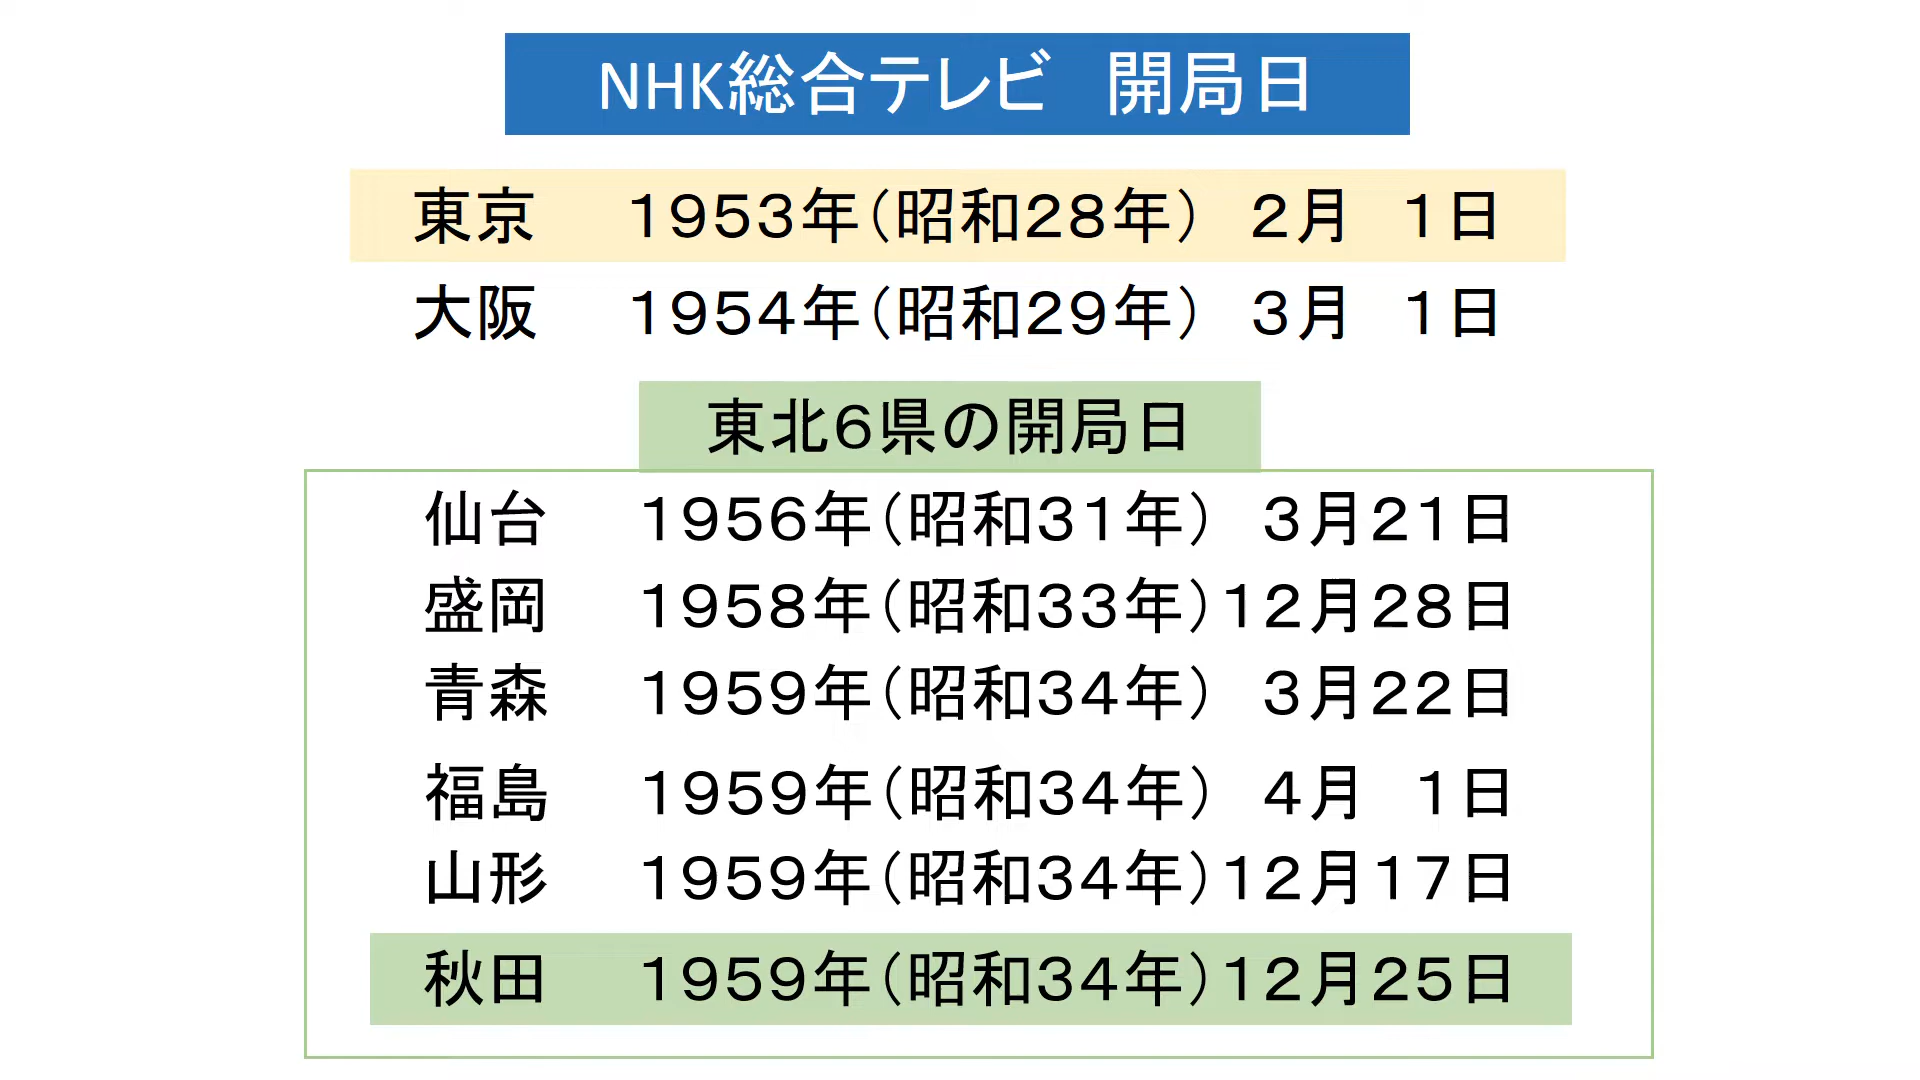 NHK総合テレビ　開局日
東京　１９５３年（昭和２８年）　２月　１日
大阪　１９５４年（昭和２９年）　３月　１日
東北６県の開局日
仙台　１９５６年（昭和３１年）　３月２１日
盛岡　１９５８年（昭和３３年）１２月２８日
青森　１９５９年（昭和３４年）　３月２２日
福島　１９５９年（昭和３４年）　４月　１日
山形　１９５９年（昭和３４年）１２月１７日
秋田　１９５９年（昭和３４年）１２月２５日